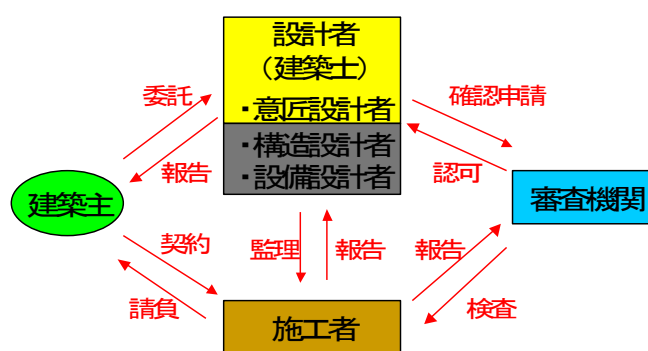 設計者
（建築士）
・意匠設計者
・構造設計者
・設備設計者
委託
報告
確認申請
認可
建築主
審査機関
契約
請負
監理
報告
報告
検査
施工者